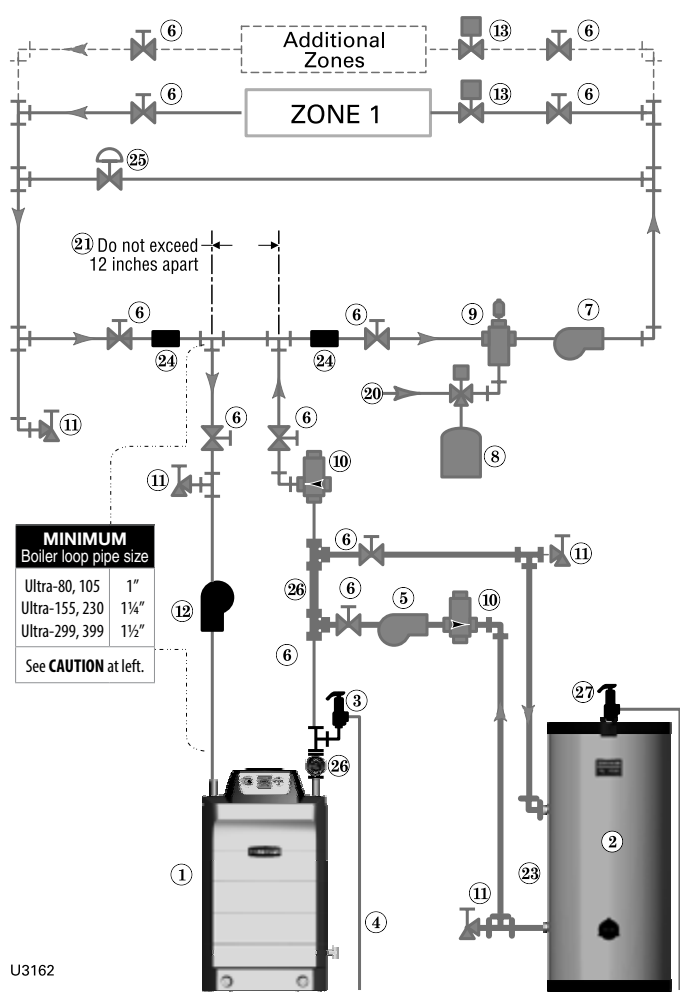 6 13 6
Additional
Zones
6 13 6
ZONE 1
25
21 Do not exceed
12 inches apart
6 6 9 7
24 24
20
11 6 6
8
11 10
MINIMUM
Boiler loop pipe size
Ultra-80, 105 1”
Ultra-155, 230 1¼”
Ultra-299, 399 1½”
See CAUTION at left.
6 11
12 26 6 5 10
6
3 27
26
2
1 11 23
4
U3162